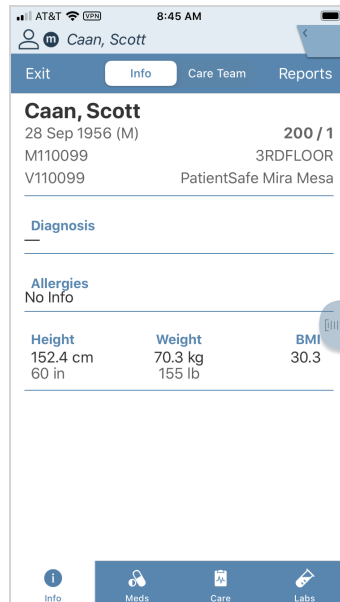 AT&T VPN 8:45 AM
m Caan, Scott
Exit Info Care Team Reports
Caan, Scott
28 Sep 1956 (M) 200 / 1
M110099 3RDFLOOR
V110099 PatientSafe Mira Mesa
Diagnosis
—
Allergies
No Info
Height Weight BMI
152.4 cm 70.3 kg 30.3
60 in 155 lb
Info Meds Care Labs